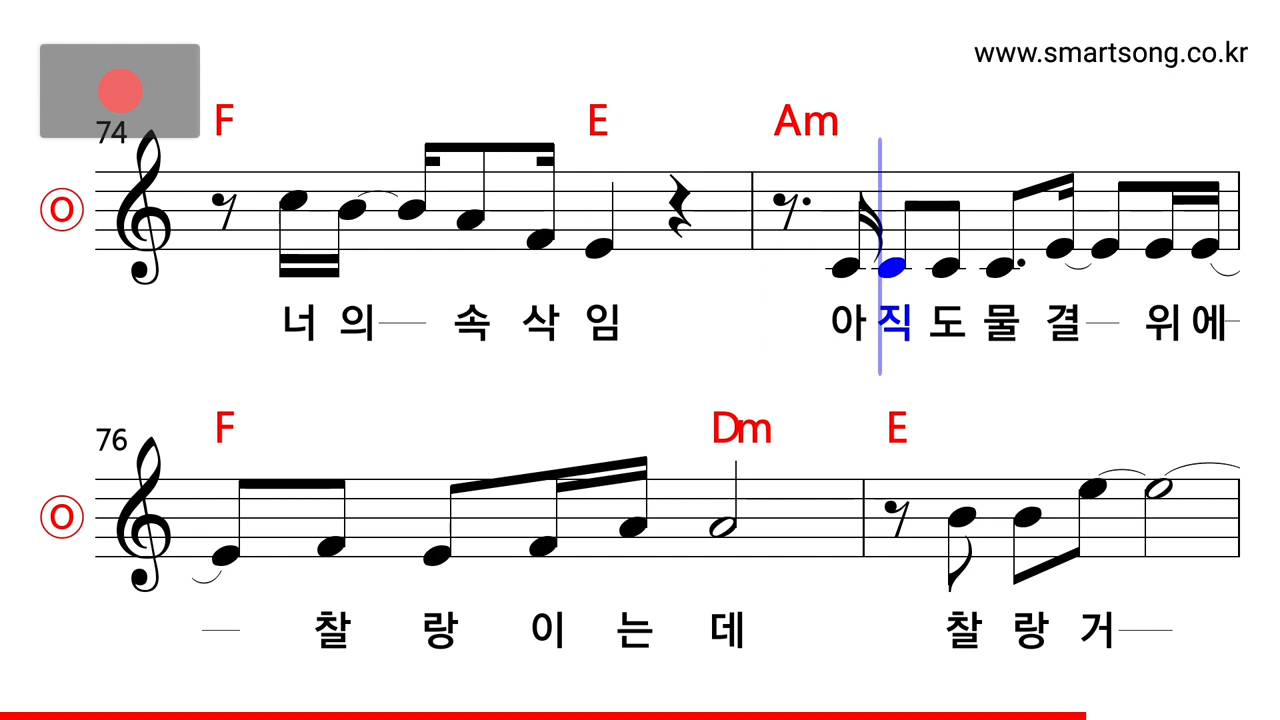 www.smartsong.co.kr
74 F E Am
O
너의 속삭임 아직도 물결 위에
76 F Dm E
O
찰랑이는데 찰랑거